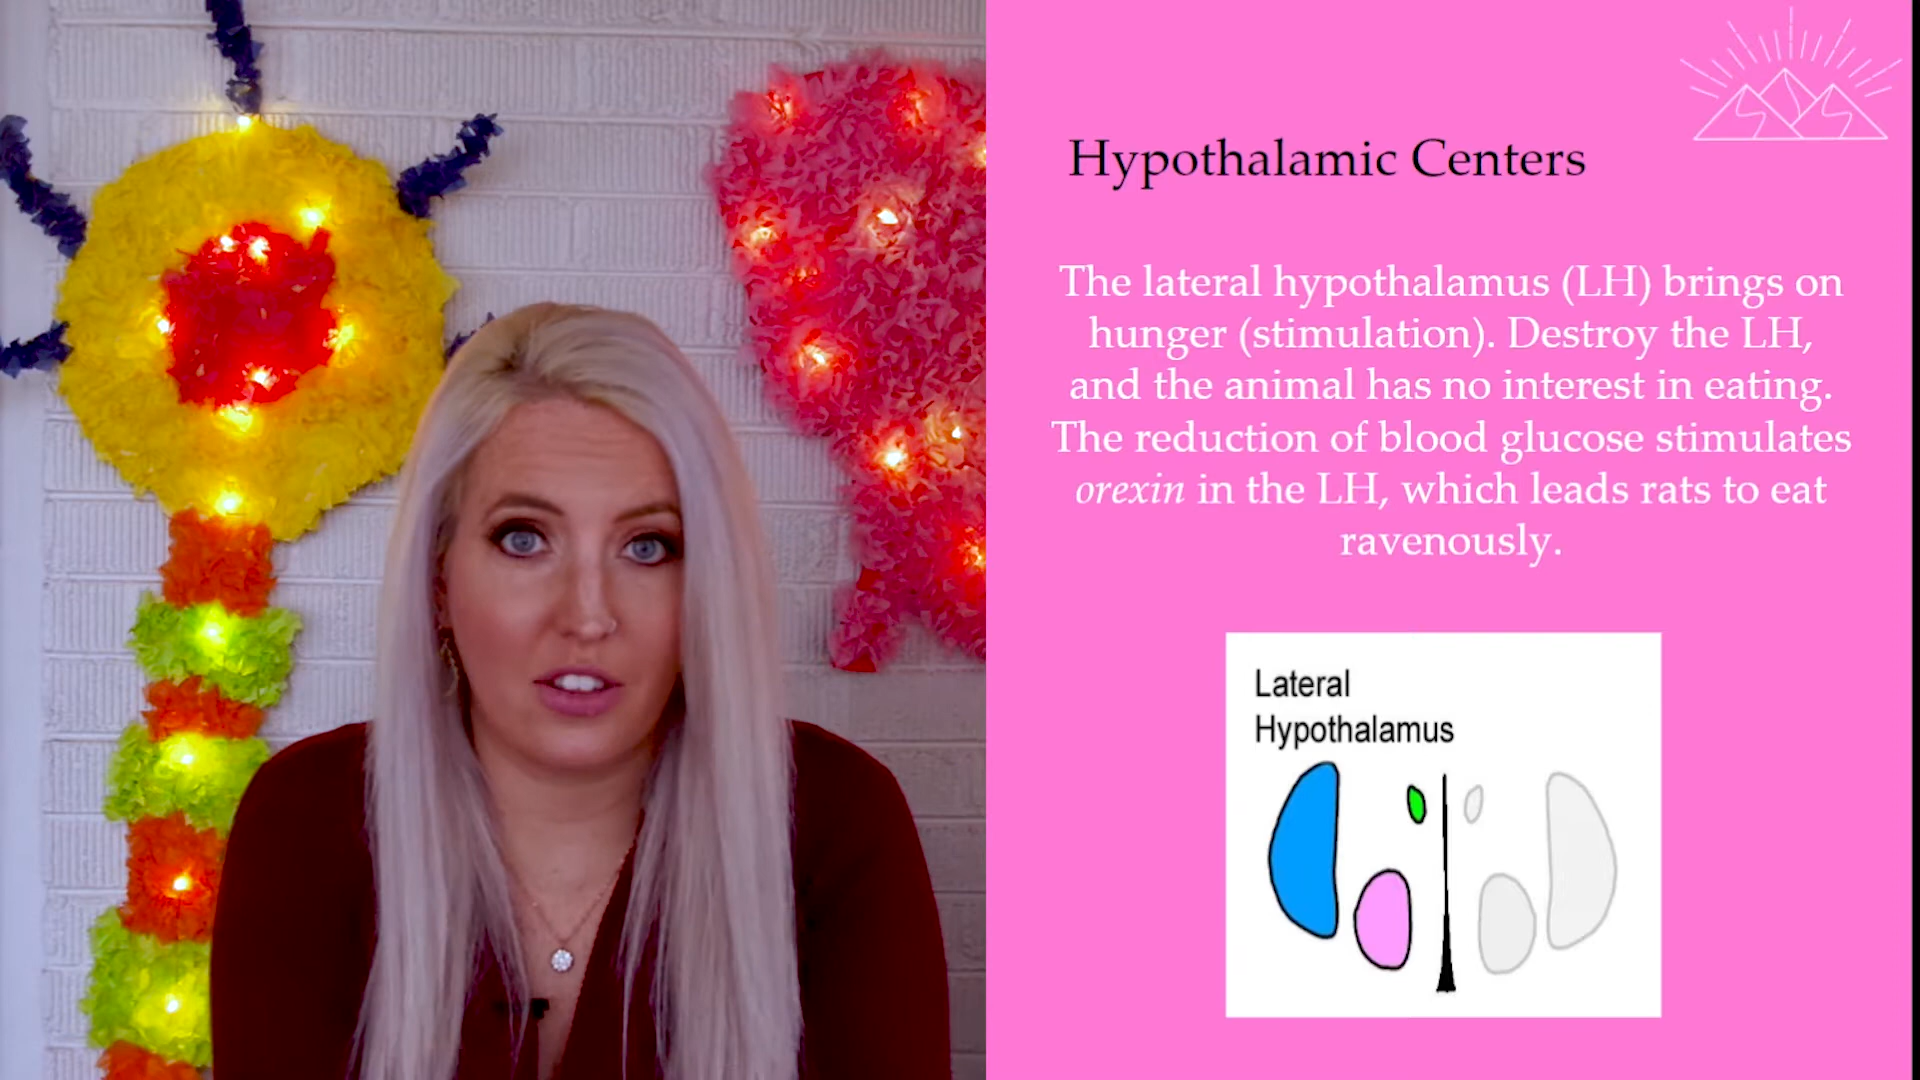 Hypothalamic Centers
The lateral hypothalamus (LH) brings on
hunger (stimulation). Destroy the LH,
and the animal has no interest in eating.
The reduction of blood glucose stimulates
orexin in the LH, which leads rats to eat
ravenously.
Lateral
Hypothalamus